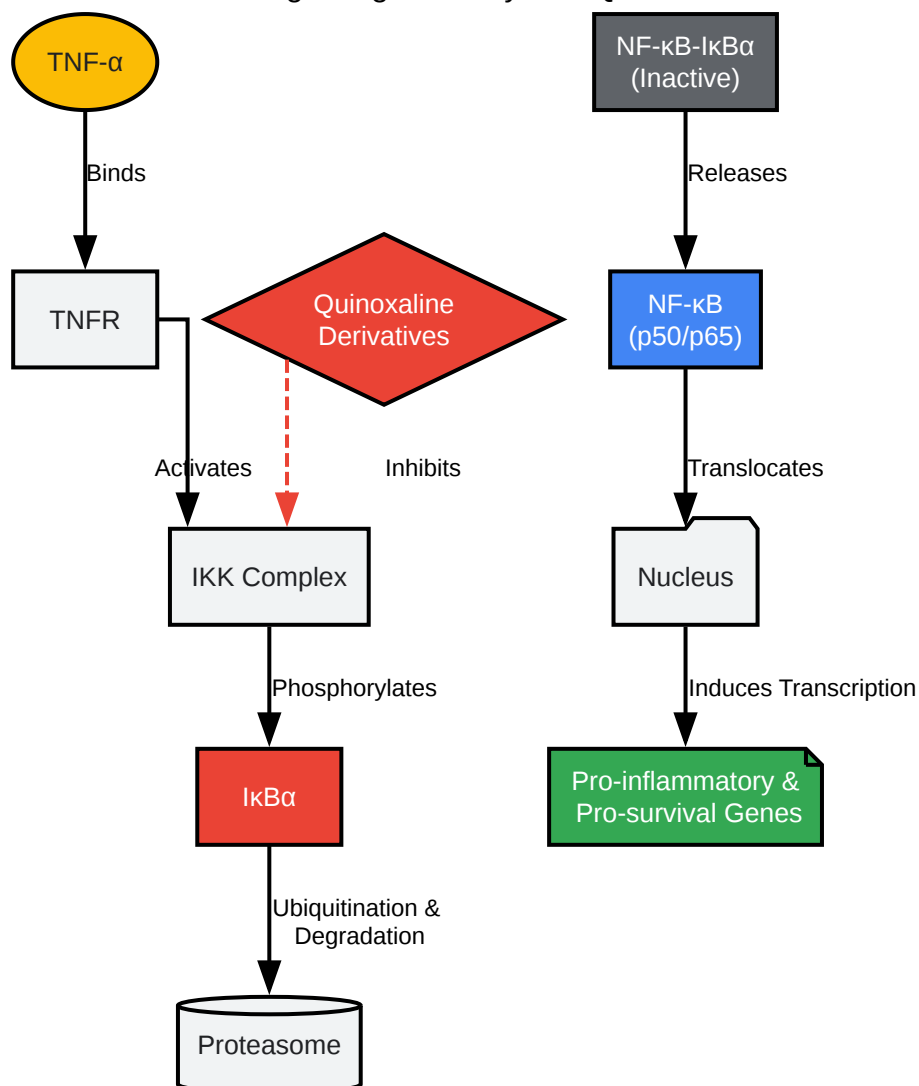 TNF-α
NF-κB-IκBα
(Inactive)
Binds
Releases
TNFR
Quinoxaline
Derivatives
NF-κB
(p50/p65)
Activates
Inhibits
Translocates
IKK Complex
Nucleus
Phosphorylates
Induces Transcription
IκBα
Pro-inflammatory &
Pro-survival Genes
Ubiquitination &
Degradation
Proteasome